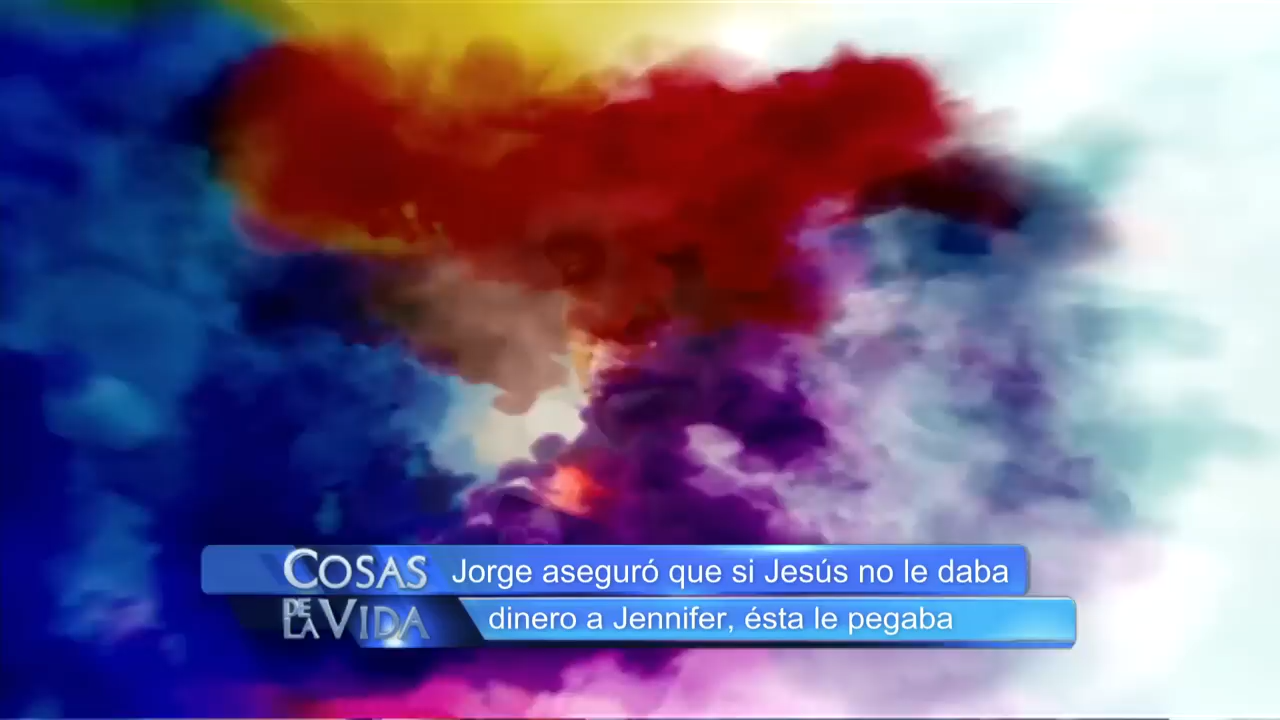 COSAS
DE LA VIDA
Jorge aseguró que si Jesús no le daba
dinero a Jennifer, ésta le pegaba